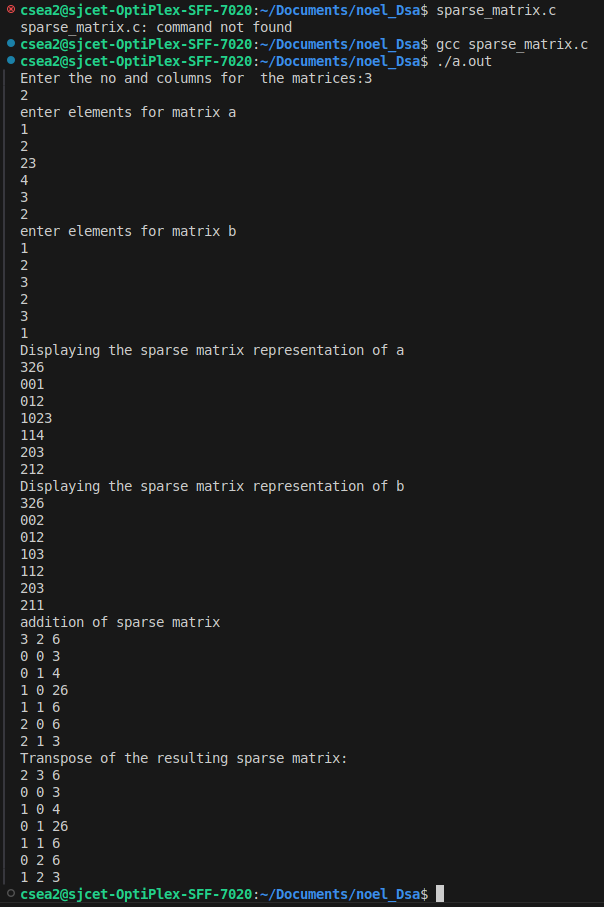 csea2@sjcet-OptiPlex-SFF-7020:~/Documents/noel_Dsa$ sparse_matrix.c
sparse_matrix.c: command not found
csea2@sjcet-OptiPlex-SFF-7020:~/Documents/noel_Dsa$ gcc sparse_matrix.c
csea2@sjcet-OptiPlex-SFF-7020:~/Documents/noel_Dsa$ ./a.out
Enter the no and columns for  the matrices:3
2
enter elements for matrix a
1
2
23
4
3
2
enter elements for matrix b
1
2
3
2
3
1
Displaying the sparse matrix representation of a
326
001
012
1023
114
203
212
Displaying the sparse matrix representation of b
326
002
012
103
112
203
211
addition of sparse matrix
3 2 6
0 0 3
0 1 4
1 0 26
1 1 6
2 0 6
2 1 3
Transpose of the resulting sparse matrix:
2 3 6
0 0 3
1 0 4
0 1 26
1 1 6
0 2 6
1 2 3
csea2@sjcet-OptiPlex-SFF-7020:~/Documents/noel_Dsa$